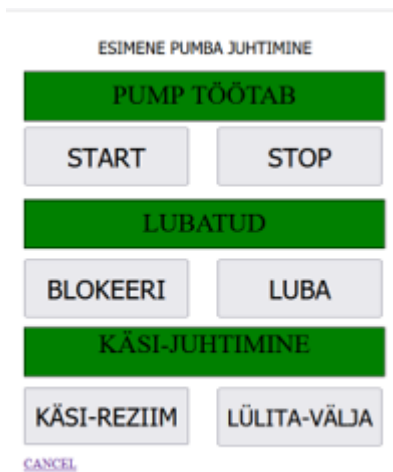 ESIMENE PUMBA JUHTIMINE
PUMP TÖÖTAB
START STOP
LUBATUD
BLOKEERI LUBA
KÄSI-JUHTIMINE
KÄSI-REZIIM LÜLITA-VÄLJA
CANCEL